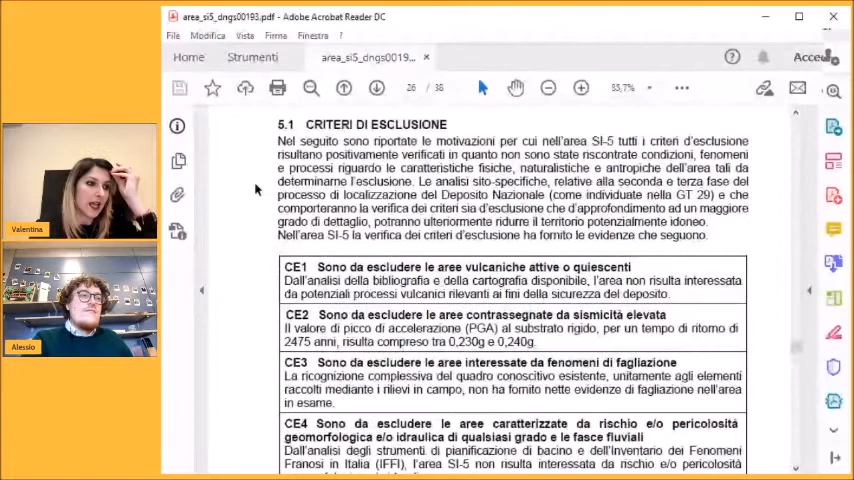 area_si5_dngs00193.pdf - Adobe Acrobat Reader DC
File Modifica Vista Firma Finestra ?
Home Strumenti area_si5_dngs0019... × Acced
26 / 38 83,7%
5.1 CRITERI DI ESCLUSIONE
Nel seguito sono riportate le motivazioni per cui nell'area SI-5 tutti i criteri d'esclusione
risultano positivamente verificati in quanto non sono state riscontrate condizioni, fenomeni
e processi riguardo le caratteristiche fisiche, naturalistiche e antropiche dell'area tali da
determinarne l'esclusione. Le analisi sito-specifiche, relative alla seconda e terza fase del
processo di localizzazione del Deposito Nazionale (come individuate nella GT 29) e che
comporteranno la verifica dei criteri sia d'esclusione che d'approfondimento ad un maggiore
grado di dettaglio, potranno ulteriormente ridurre il territorio potenzialmente idoneo.
Nell'area SI-5 la verifica dei criteri d'esclusione ha fornito le evidenze che seguono.
CE1 Sono da escludere le aree vulcaniche attive o quiescenti
Dall'analisi della bibliografia e della cartografia disponibile, l'area non risulta interessata
da potenziali processi vulcanici rilevanti ai fini della sicurezza del deposito.
CE2 Sono da escludere le aree contrassegnate da sismicità elevata
Il valore di picco di accelerazione (PGA) al substrato rigido, per un tempo di ritorno di
2475 anni, risulta compreso tra 0,230g e 0,240g.
CE3 Sono da escludere le aree interessate da fenomeni di fagliazione
La ricognizione complessiva del quadro conoscitivo esistente, unitamente agli elementi
raccolti mediante i rilievi in campo, non ha fornito nette evidenze di fagliazione nell'area
in esame.
CE4 Sono da escludere le aree caratterizzate da rischio e/o pericolosità
geomorfologica e/o idraulica di qualsiasi grado e le fasce fluviali
Dall'analisi degli strumenti di pianificazione di bacino e dell'Inventario dei Fenomeni
Franosi in Italia (IFFI), l'area SI-5 non risulta interessata da rischio e/o pericolosità
Valentina
Alessio